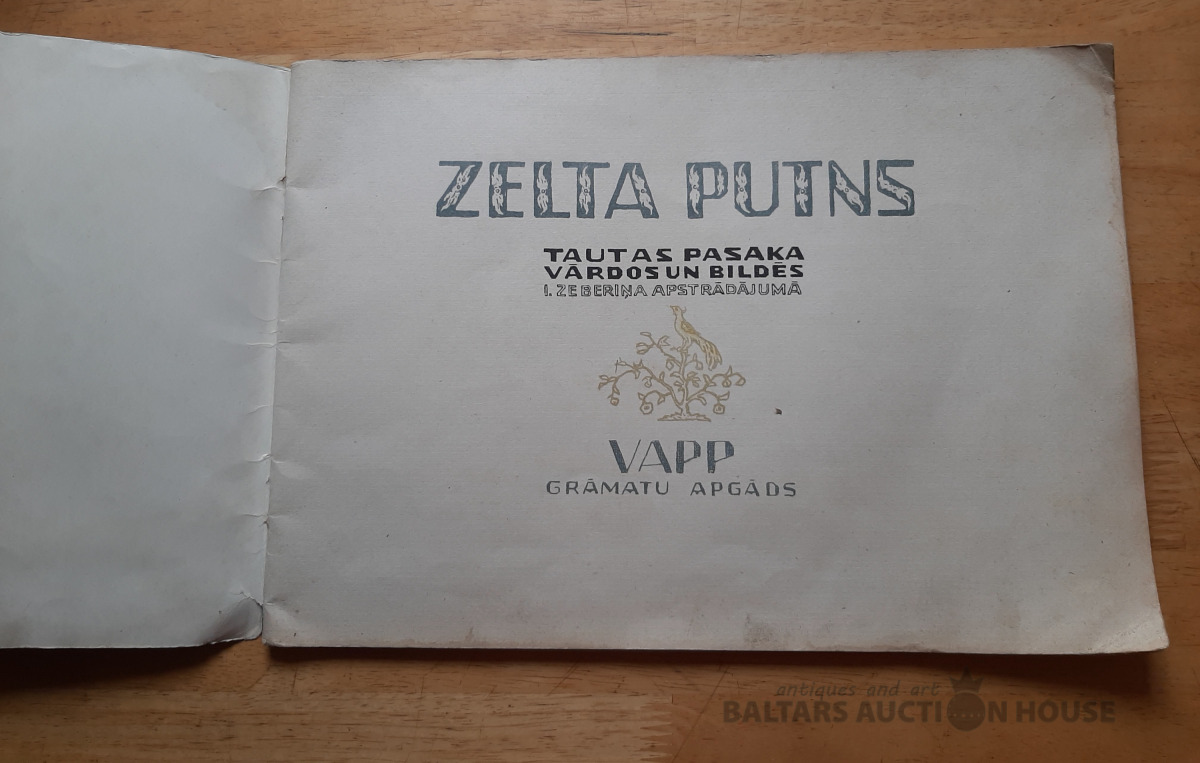 ZELTA PUTNS
TAUTAS PASAKA
VĀRDOS UN BILDĒS
I. ZEBERIŅA APSTRĀDĀJUMĀ
VAPP
GRĀMATU APGĀDS
antiques and art
BALTARS AUCTION HOUSE